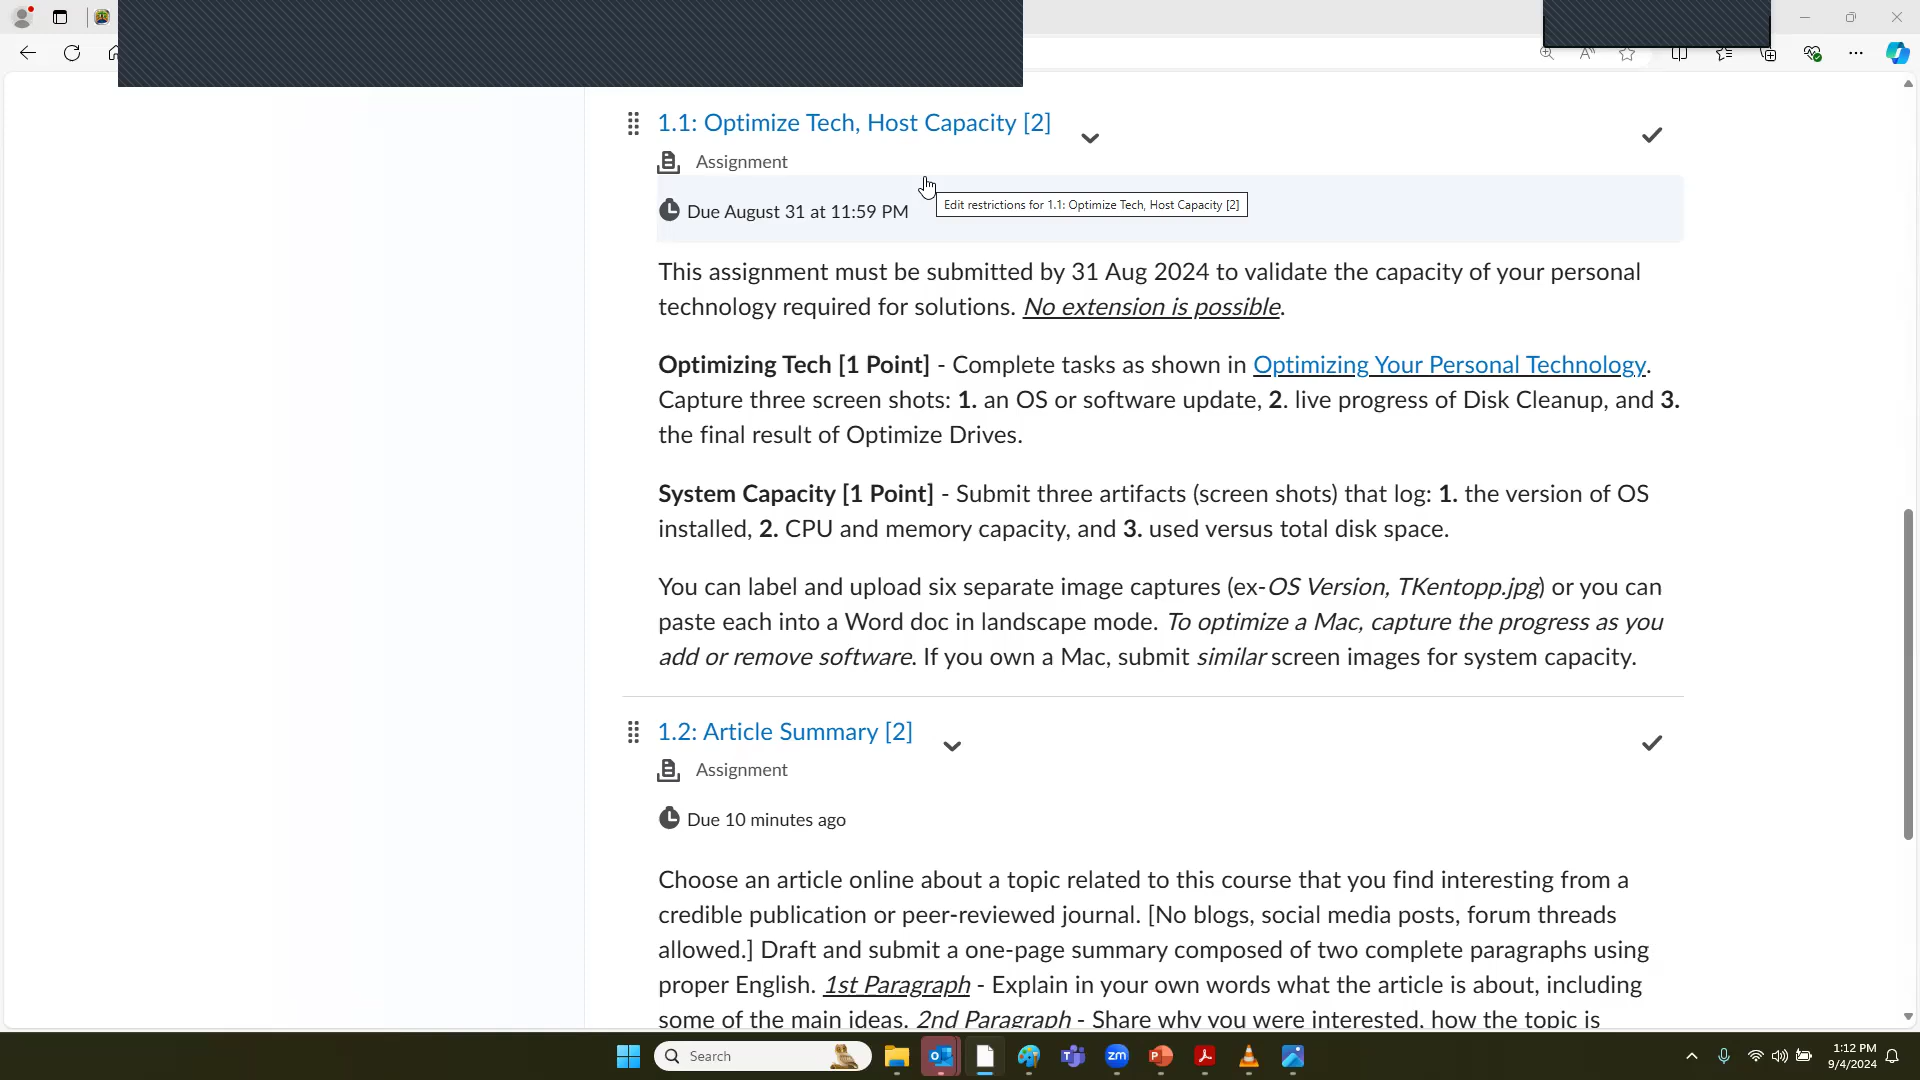 1.1: Optimize Tech, Host Capacity [2]
Assignment
Due August 31 at 11:59 PM
Edit restrictions for 1.1: Optimize Tech, Host Capacity [2]
This assignment must be submitted by 31 Aug 2024 to validate the capacity of your personal
technology required for solutions. No extension is possible.
Optimizing Tech [1 Point] - Complete tasks as shown in Optimizing Your Personal Technology.
Capture three screen shots: 1. an OS or software update, 2. live progress of Disk Cleanup, and 3.
the final result of Optimize Drives.
System Capacity [1 Point] - Submit three artifacts (screen shots) that log: 1. the version of OS
installed, 2. CPU and memory capacity, and 3. used versus total disk space.
You can label and upload six separate image captures (ex-OS Version, TKentopp.jpg) or you can
paste each into a Word doc in landscape mode. To optimize a Mac, capture the progress as you
add or remove software. If you own a Mac, submit similar screen images for system capacity.
1.2: Article Summary [2]
Assignment
Due 10 minutes ago
Choose an article online about a topic related to this course that you find interesting from a
credible publication or peer-reviewed journal. [No blogs, social media posts, forum threads
allowed.] Draft and submit a one-page summary composed of two complete paragraphs using
proper English. 1st Paragraph - Explain in your own words what the article is about, including
some of the main ideas. 2nd Paragraph - Share why you were interested, how the topic is
Search
zm
1:12 PM
9/4/2024